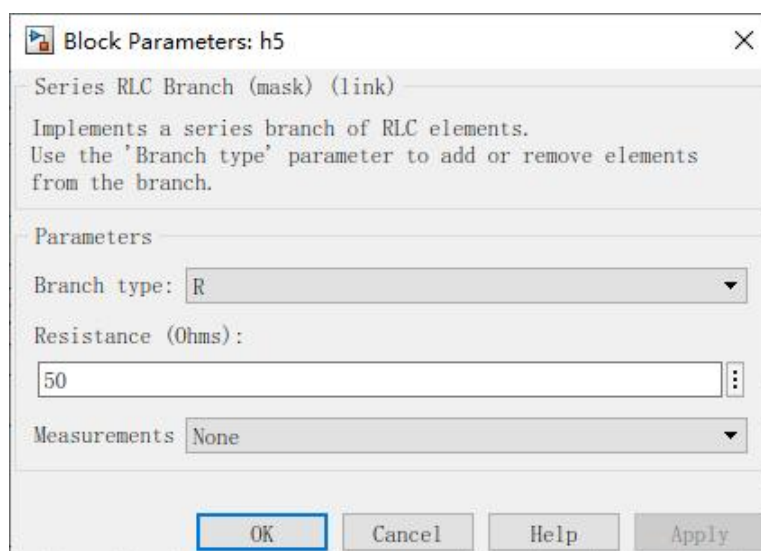 Block Parameters: h5
Series RLC Branch (mask) (link)
Implements a series branch of RLC elements.
Use the 'Branch type' parameter to add or remove elements
from the branch.
Parameters
Branch type: R
Resistance (Ohms):
50
Measurements None
OK Cancel Help Apply